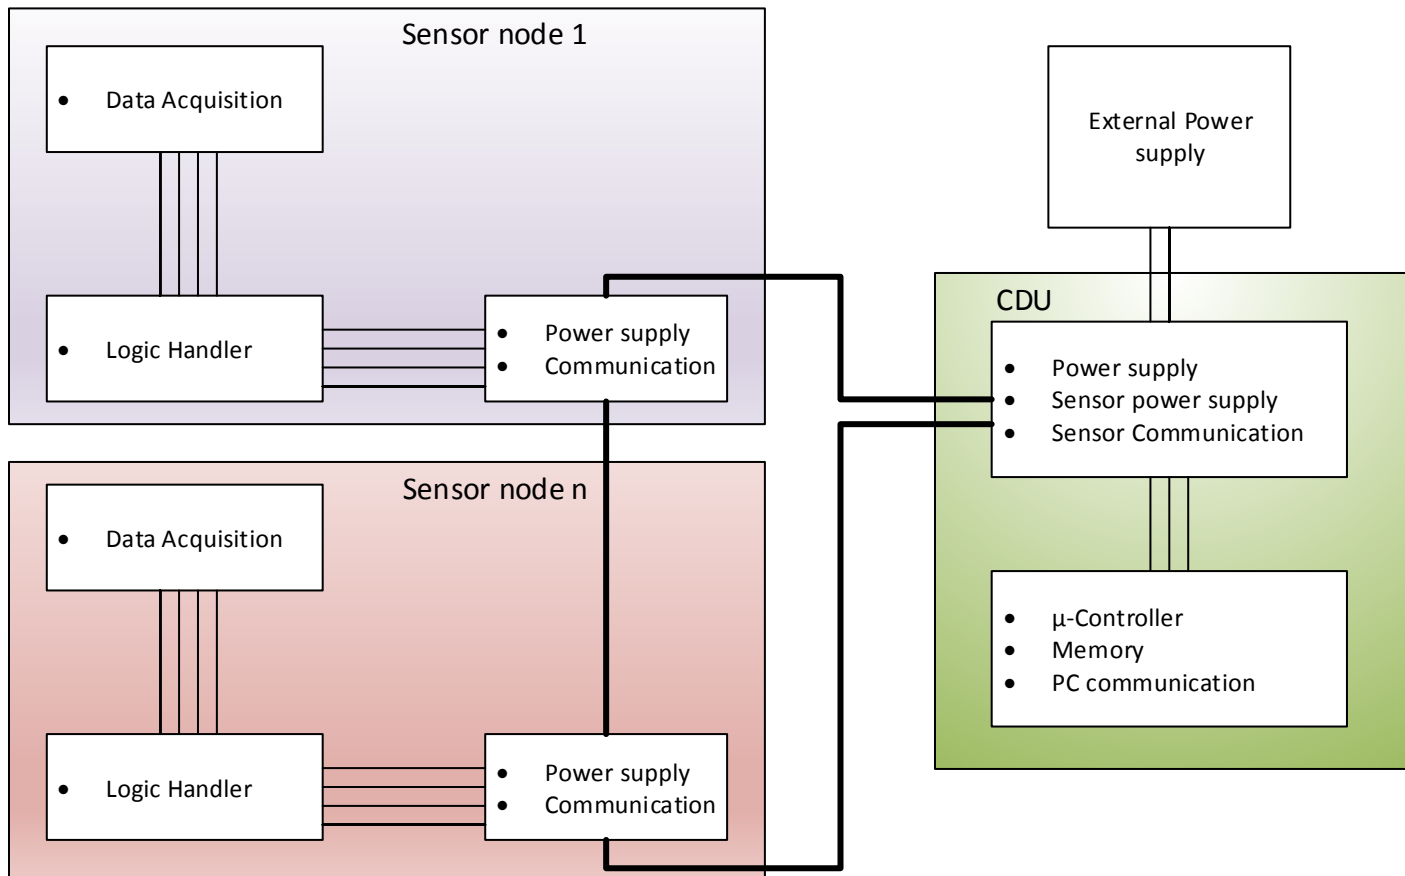 Sensor node 1
• Data Acquisition
• Logic Handler
• Power supply
• Communication
Sensor node n
• Data Acquisition
• Logic Handler
• Power supply
• Communication
External Power
supply
CDU
• Power supply
• Sensor power supply
• Sensor Communication
• μ-Controller
• Memory
• PC communication